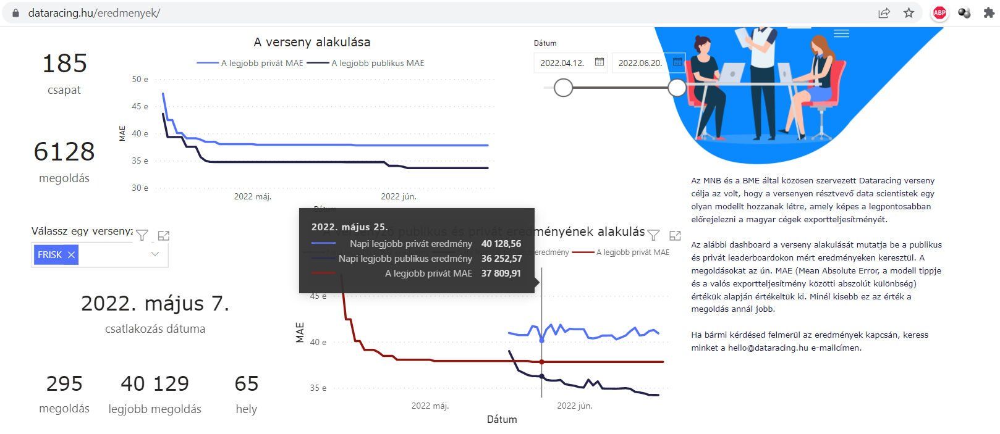 dataracing.hu/eredmenyek/
ABP
185
csapat
6128
megoldás
A verseny alakulása
A legjobb privát MAE
A legjobb publikus MAE
50 e
45 e
40 e
35 e
30 e
MAE
2022 máj.
2022 jún.
Dátum
2022.04.12.
2022.06.20.
Az MNB és a BME által közösen szervezett Dataracing verseny
célja az volt, hogy a versenyen résztvevő data scientistek egy
olyan modellt hozzanak létre, amely képes a legpontosabban
előrejelezni a magyar cégek exportteljesítményét.
Az alábbi dashboard a verseny alakulását mutatja be a publikus
és privát leaderboardokon mért eredményeken keresztül. A
megoldásokat az ún. MAE (Mean Absolute Error, a modell tippje
és a valós exportteljesítmény közötti abszolút különbség)
értékük alapján értékeltük ki. Minél kisebb ez az érték a
megoldás annál jobb.
Ha bármi kérdésed felmerül az eredmények kapcsán, keress
minket a hello@dataracing.hu e-mailcímen.
Válassz egy versenyz
FRISK
2022. május 7.
csatlakozás dátuma
295
megoldás
40 129
legjobb megoldás
65
hely
Dátum
A versenyző publikus és privát eredményének alakulás
eredmény
A legjobb privát MAE
2022. május 25.
Napi legjobb privát eredmény 40 128,56
Napi legjobb publikus eredmény 36 252,57
A legjobb privát MAE 37 809,91
45 e
40 e
35 e
MAE
2022 máj.
2022 jún.
Dátum